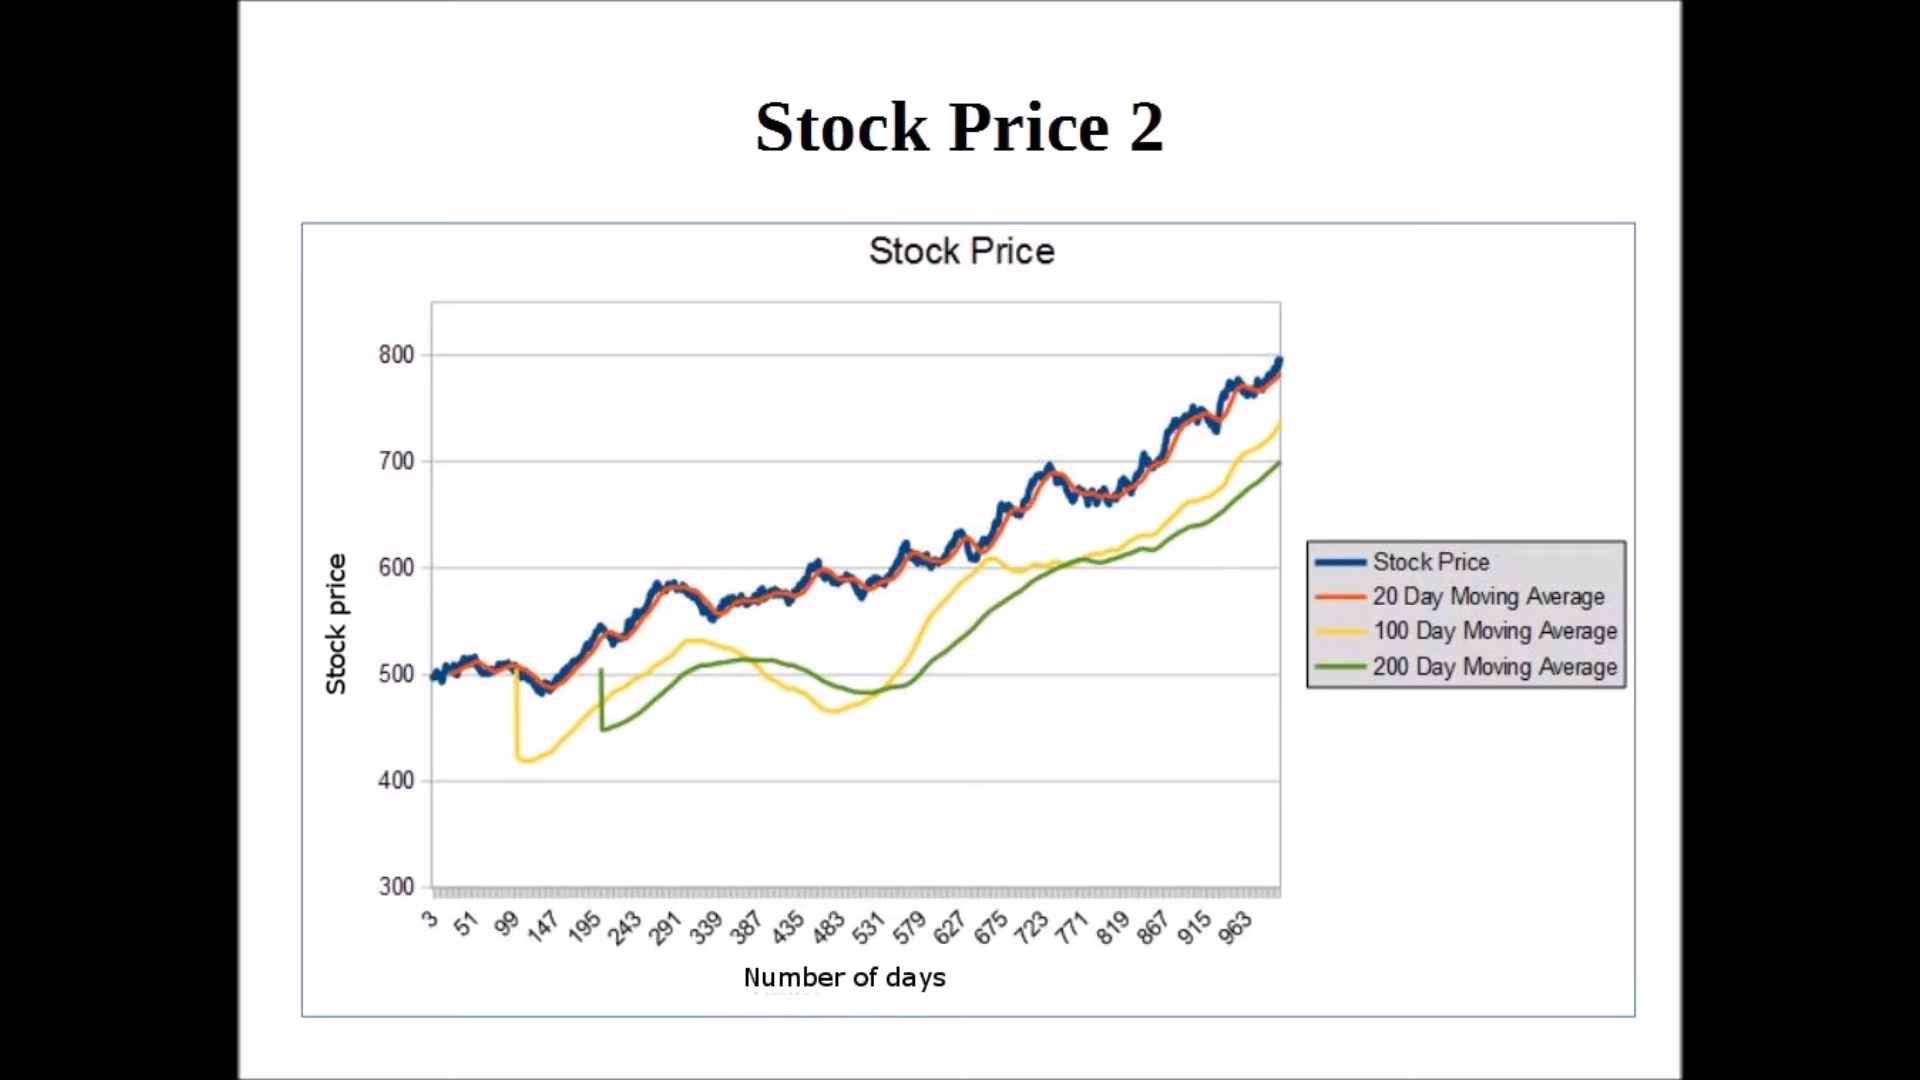 Stock Price 2
Stock Price
800
700
600
500
400
300
Stock price
3 51 99 147 195 243 291 339 387 435 483 531 579 627 675 723 771 819 867 915 963
Number of days
Stock Price
20 Day Moving Average
100 Day Moving Average
200 Day Moving Average